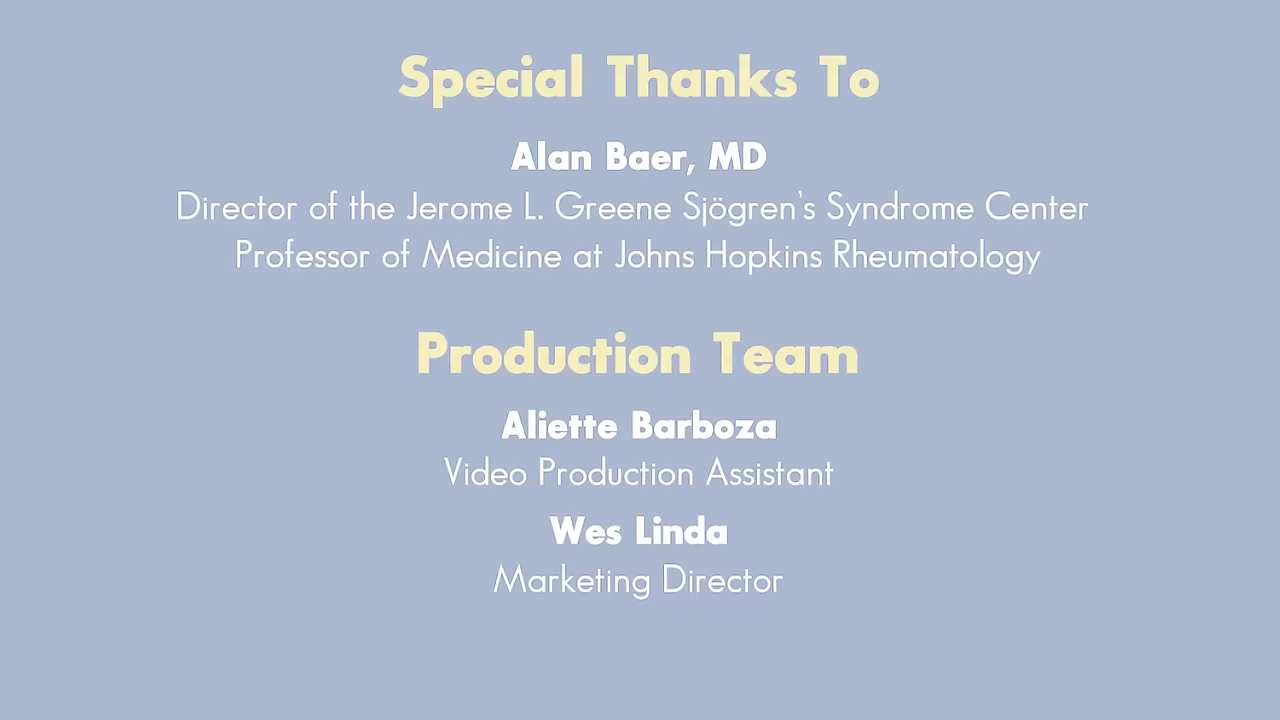 Special Thanks To
Alan Baer, MD
Director of the Jerome L. Greene Sjögren's Syndrome Center
Professor of Medicine at Johns Hopkins Rheumatology
Production Team
Aliette Barboza
Video Production Assistant
Wes Linda
Marketing Director